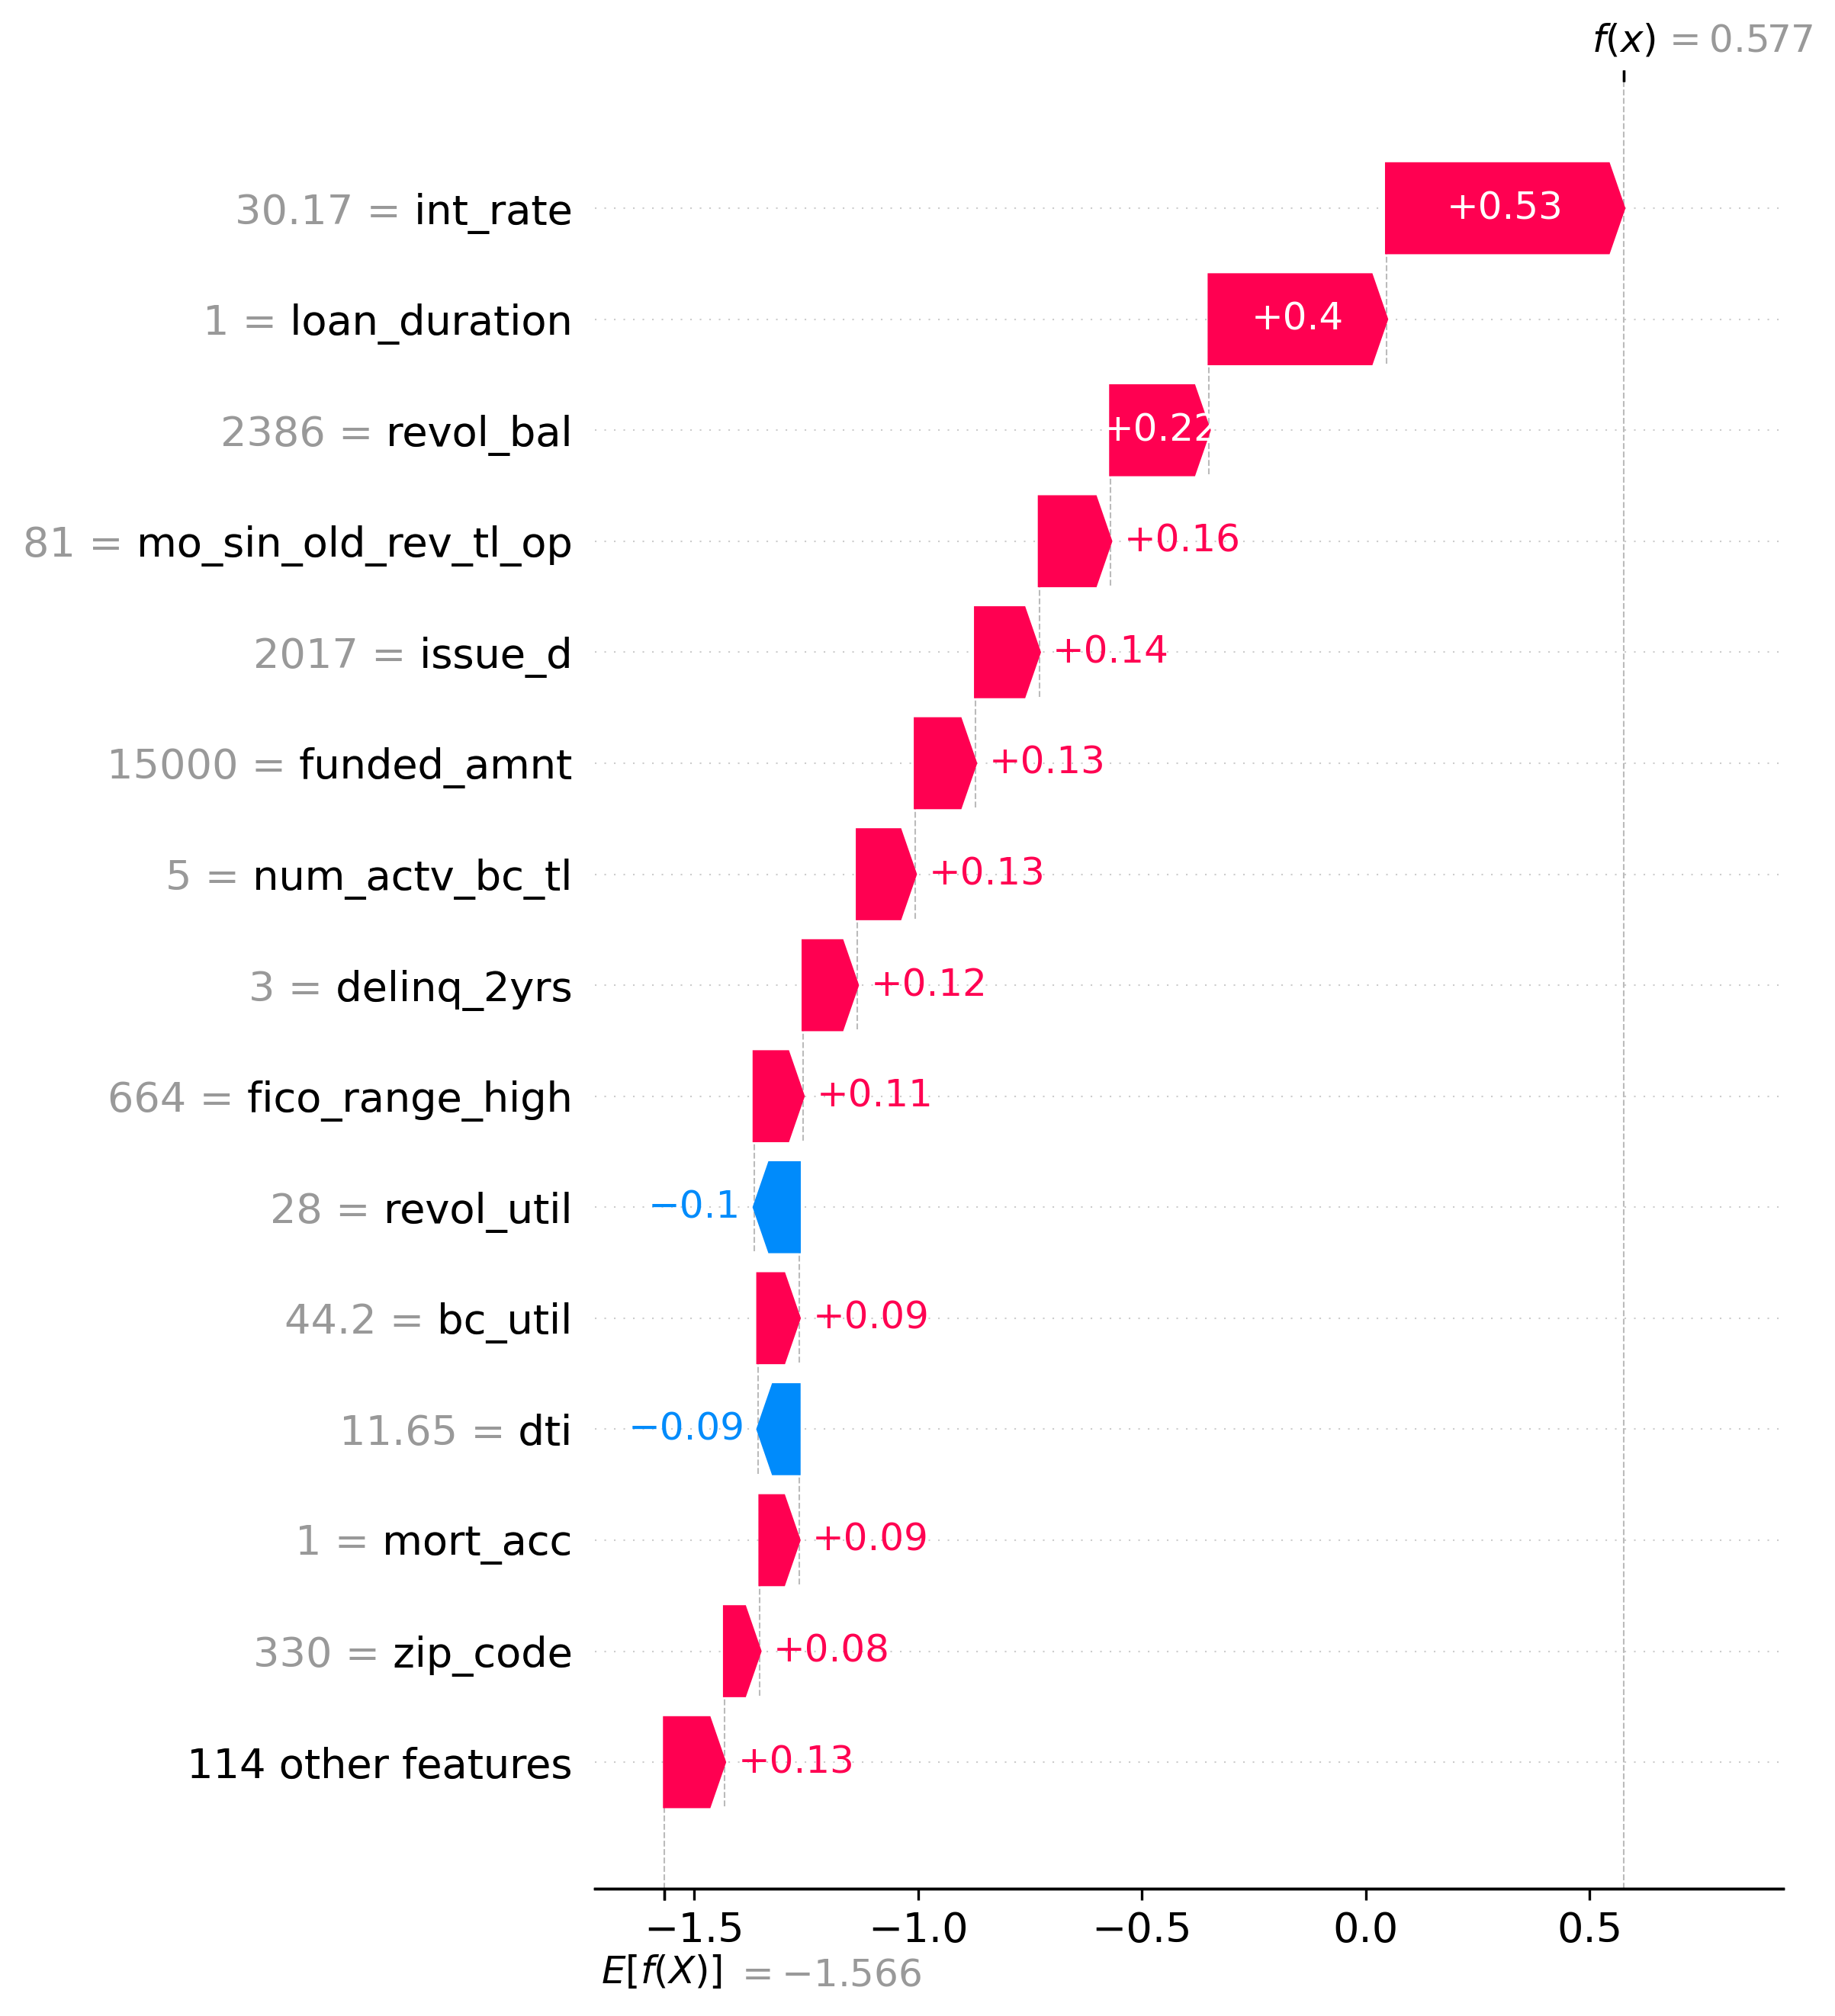 f(x) = 0.577
30.17 = int_rate +0.53
1 = loan_duration +0.4
2386 = revol_bal +0.22
81 = mo_sin_old_rev_tl_op +0.16
2017 = issue_d +0.14
15000 = funded_amnt +0.13
5 = num_actv_bc_tl +0.13
3 = delinq_2yrs +0.12
664 = fico_range_high +0.11
28 = revol_util −0.1
44.2 = bc_util +0.09
11.65 = dti −0.09
1 = mort_acc +0.09
330 = zip_code +0.08
114 other features +0.13
−1.5 −1.0 −0.5 0.0 0.5
E[f(X)] = −1.566